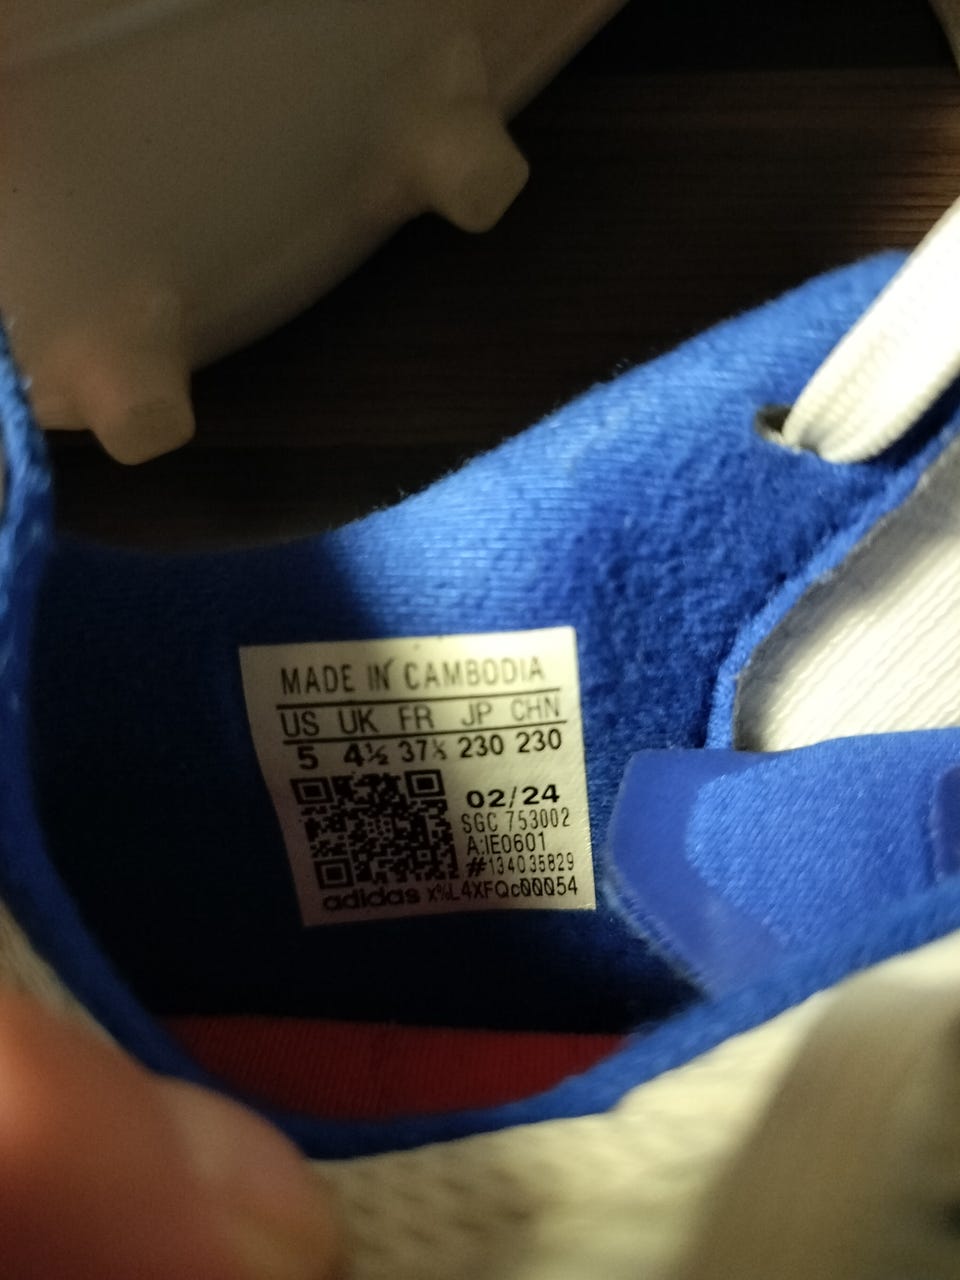 MADE IN CAMBODIA
US UK FR JP CHN
5 4½ 37⅓ 230 230
02/24
SGC 753002
A:IE0601
#134035829
adidas X%L4XFQc00054